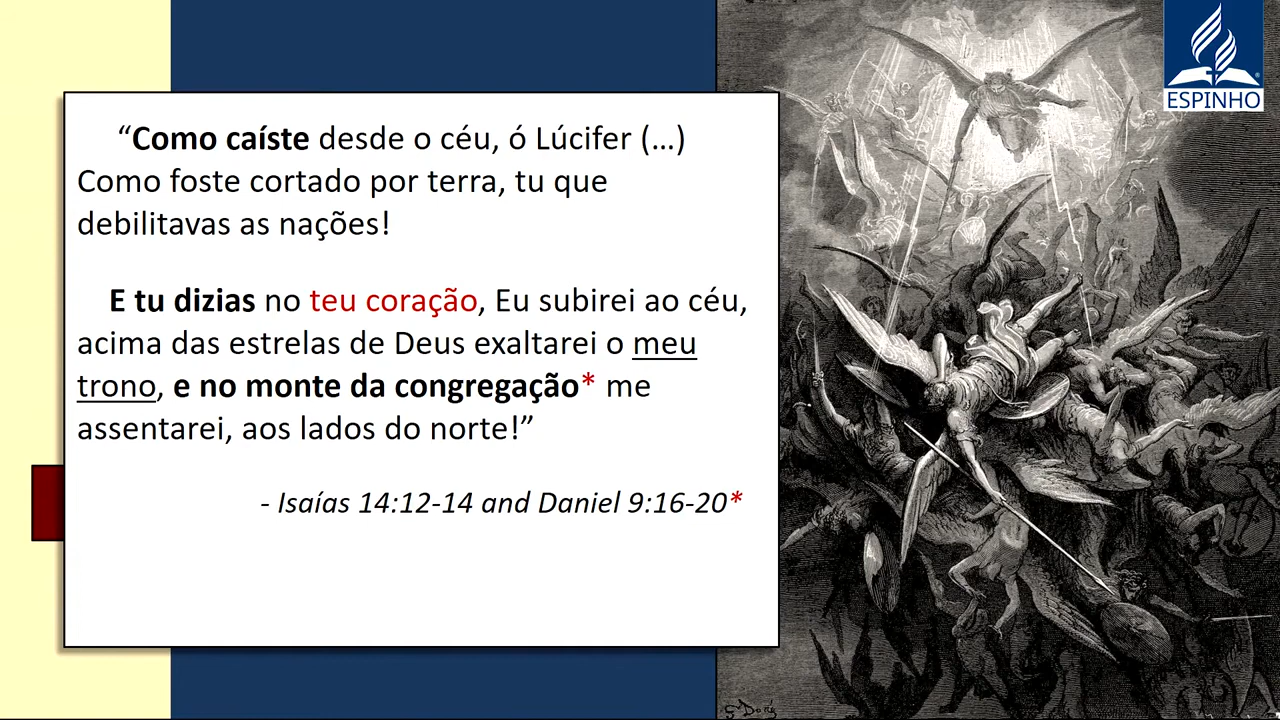 “Como caíste desde o céu, ó Lúcifer (...)
Como foste cortado por terra, tu que
debilitavas as nações!
E tu dizias no teu coração, Eu subirei ao céu,
acima das estrelas de Deus exaltarei o meu
trono, e no monte da congregação* me
assentarei, aos lados do norte!”
- Isaías 14:12-14 and Daniel 9:16-20*
ESPINHO
G. Doré